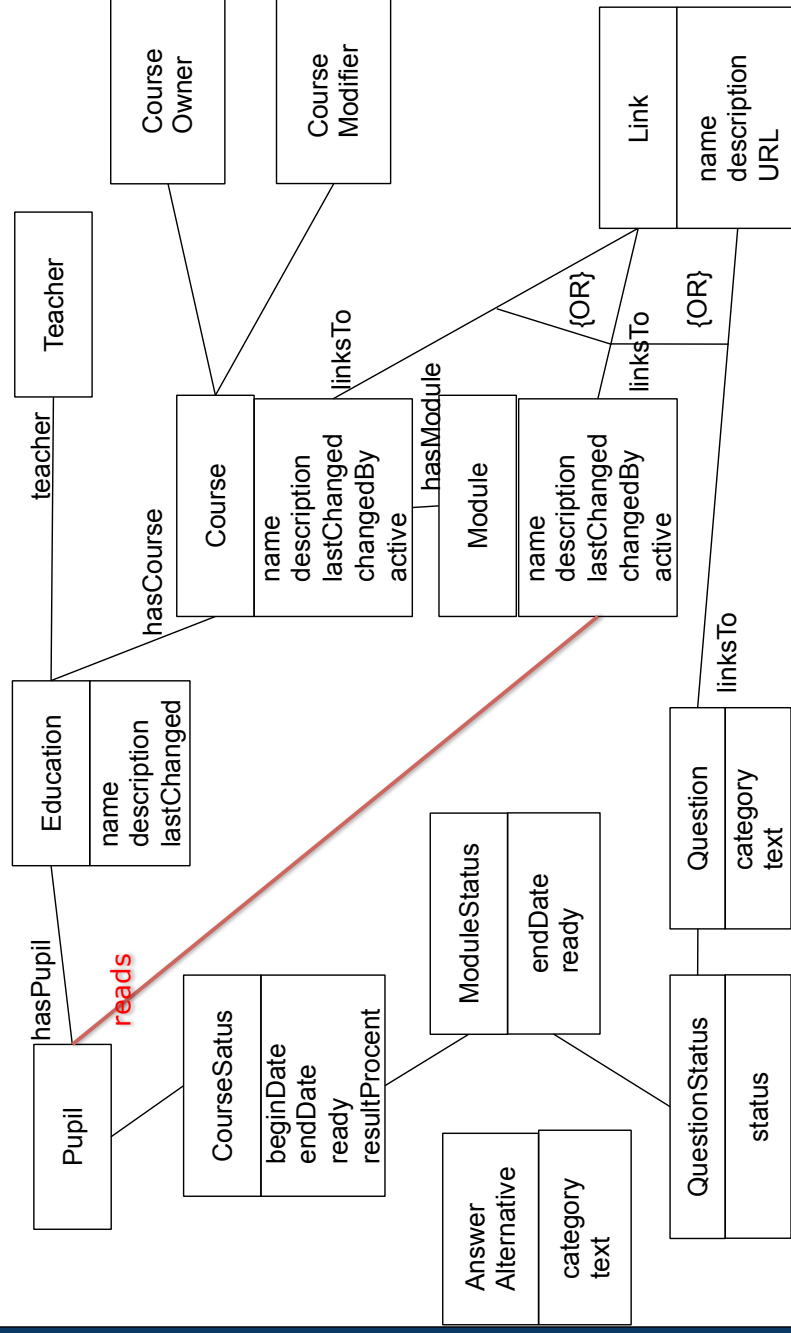 Pupil
hasPupil
reads
Education
name
description
lastChanged
teacher
Teacher
hasCourse
CourseSatus
beginDate
endDate
ready
resultProcent
Course
name
description
lastChanged
changedBy
active
Course
Owner
Course
Modifier
linksTo
hasModule
ModuleStatus
endDate
ready
Module
name
description
lastChanged
changedBy
active
Answer
Alternative
category
text
linksTo
{OR}
{OR}
Link
name
description
URL
QuestionStatus
status
Question
category
text
linksTo